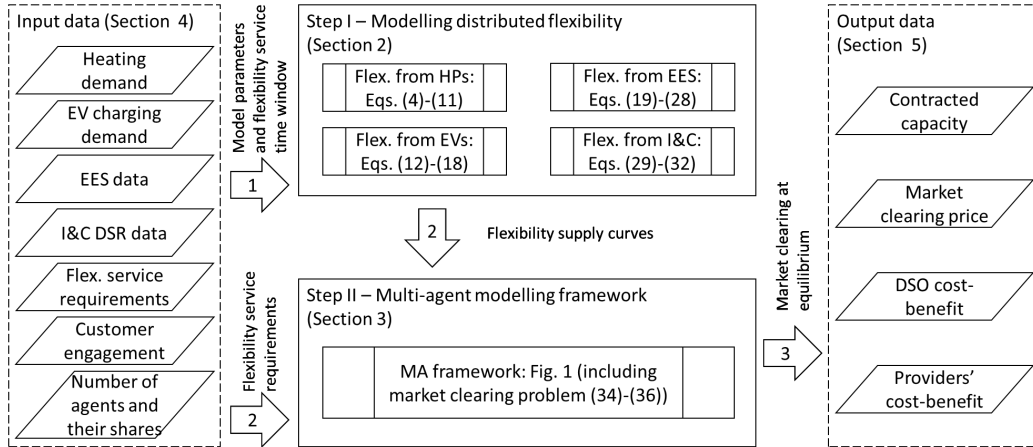 Input data (Section 4)
Heating
demand
EV charging
demand
EES data
I&C DSR data
Flex. service
requirements
Customer
engagement
Number of
agents and
their shares
Model parameters
and flexibility service
time window
1
Flexibility service
requirements
2
Step I – Modelling distributed flexibility
(Section 2)
Flex. from HPs:
Eqs. (4)-(11)
Flex. from EES:
Eqs. (19)-(28)
Flex. from EVs:
Eqs. (12)-(18)
Flex. from I&C:
Eqs. (29)-(32)
2
Flexibility supply curves
Step II – Multi-agent modelling framework
(Section 3)
MA framework: Fig. 1 (including
market clearing problem (34)-(36))
Market clearing at
equilibrium
3
Output data
(Section 5)
Contracted
capacity
Market
clearing price
DSO cost-
benefit
Providers'
cost-benefit